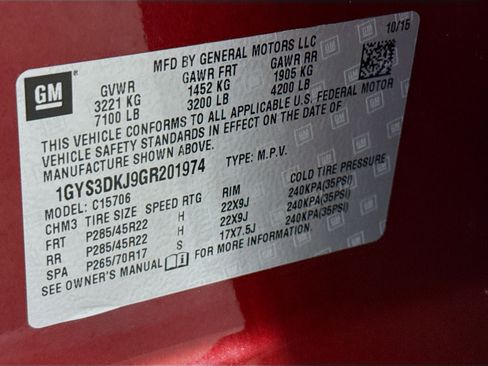 MFD BY GENERAL MOTORS LLC 10/15
GM
GVWR GAWR FRT GAWR RR
3221 KG 1452 KG 1905 KG
7100 LB 3200 LB 4200 LB
THIS VEHICLE CONFORMS TO ALL APPLICABLE U.S. FEDERAL MOTOR
VEHICLE SAFETY STANDARDS IN EFFECT ON THE DATE OF
MANUFACTURE SHOWN ABOVE.
1GYS3DKJ9GR201974 TYPE: M.P.V.
MODEL: C15706
CHM3 TIRE SIZE SPEED RTG RIM COLD TIRE PRESSURE
FRT P285/45R22 H 22X9J 240KPA(35PSI)
RR P285/45R22 H 22X9J 240KPA(35PSI)
SPA P265/70R17 S 17X7.5J 240KPA(35PSI)
SEE OWNER'S MANUAL FOR MORE INFORMATION.